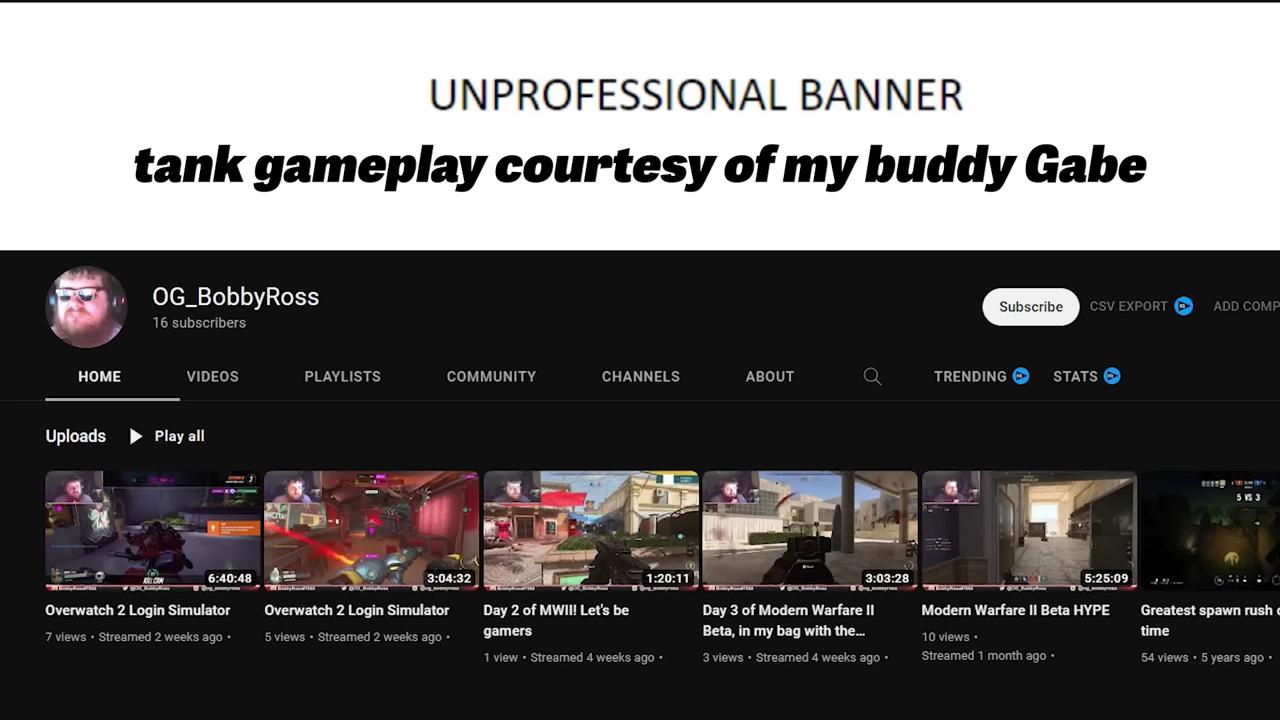 UNPROFESSIONAL BANNER
tank gameplay courtesy of my buddy Gabe
OG_BobbyRoss
16 subscribers
Subscribe
CSV EXPORT
ADD COMP
HOME
VIDEOS
PLAYLISTS
COMMUNITY
CHANNELS
ABOUT
TRENDING
STATS
Uploads
Play all
6:40:48
3:04:32
1:20:11
3:03:28
5:25:09
5 VS 3
Overwatch 2 Login Simulator
7 views • Streamed 2 weeks ago •
Overwatch 2 Login Simulator
5 views • Streamed 2 weeks ago •
Day 2 of MWII! Let's be
gamers
1 view • Streamed 4 weeks ago •
Day 3 of Modern Warfare II
Beta, in my bag with the...
3 views • Streamed 4 weeks ago •
Modern Warfare II Beta HYPE
10 views •
Streamed 1 month ago •
Greatest spawn rush
time
54 views • 5 years ago •